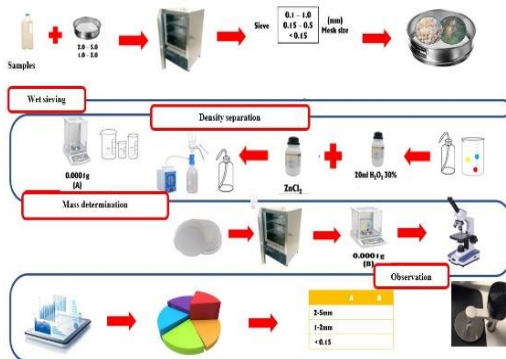 Samples
2.0 – 5.0
1.0 – 2.0
Sieve
0.1 – 1.0
0.15 – 0.5
<0.15
(mm)
Mesh size
Wet sieving
Density separation
0.000fg
(A)
ZnCl2
20ml H2O2 30%
Mass determination
0.000fg
(B)
Observation
A B
2-5mm
1-2mm
<0.15